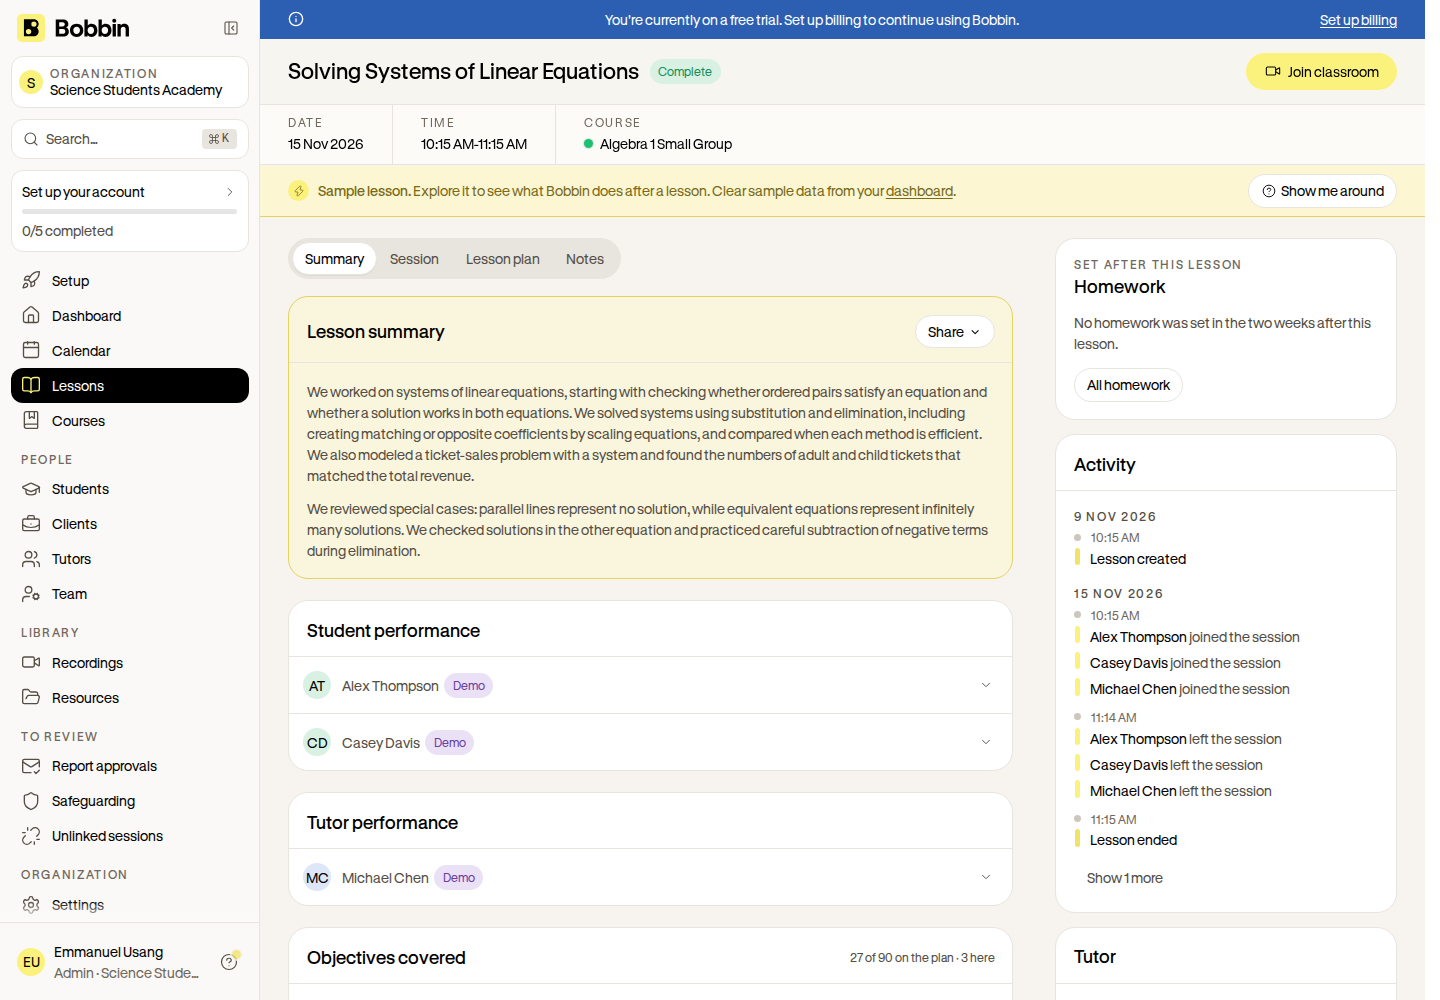 Bobbin
ORGANIZATION
S
Science Students Academy
Search...
⌘ K
Set up your account
0/5 completed
Setup
Dashboard
Calendar
Lessons
Courses
PEOPLE
Students
Clients
Tutors
Team
LIBRARY
Recordings
Resources
TO REVIEW
Report approvals
Safeguarding
Unlinked sessions
ORGANIZATION
Settings
EU
Emmanuel Usang
Admin · Science Stude...
You're currently on a free trial. Set up billing to continue using Bobbin.
Set up billing
Solving Systems of Linear Equations
Complete
Join classroom
DATE
15 Nov 2026
TIME
10:15 AM-11:15 AM
COURSE
Algebra 1 Small Group
Sample lesson. Explore it to see what Bobbin does after a lesson. Clear sample data from your dashboard.
Show me around
Summary
Session
Lesson plan
Notes
Lesson summary
Share
We worked on systems of linear equations, starting with checking whether ordered pairs satisfy an equation and
whether a solution works in both equations. We solved systems using substitution and elimination, including
creating matching or opposite coefficients by scaling equations, and compared when each method is efficient.
We also modeled a ticket-sales problem with a system and found the numbers of adult and child tickets that
matched the total revenue.
We reviewed special cases: parallel lines represent no solution, while equivalent equations represent infinitely
many solutions. We checked solutions in the other equation and practiced careful subtraction of negative terms
during elimination.
Student performance
AT
Alex Thompson
Demo
CD
Casey Davis
Demo
Tutor performance
MC
Michael Chen
Demo
Objectives covered
27 of 90 on the plan · 3 here
SET AFTER THIS LESSON
Homework
No homework was set in the two weeks after this
lesson.
All homework
Activity
9 NOV 2026
10:15 AM
Lesson created
15 NOV 2026
10:15 AM
Alex Thompson joined the session
Casey Davis joined the session
Michael Chen joined the session
11:14 AM
Alex Thompson left the session
Casey Davis left the session
Michael Chen left the session
11:15 AM
Lesson ended
Show 1 more
Tutor